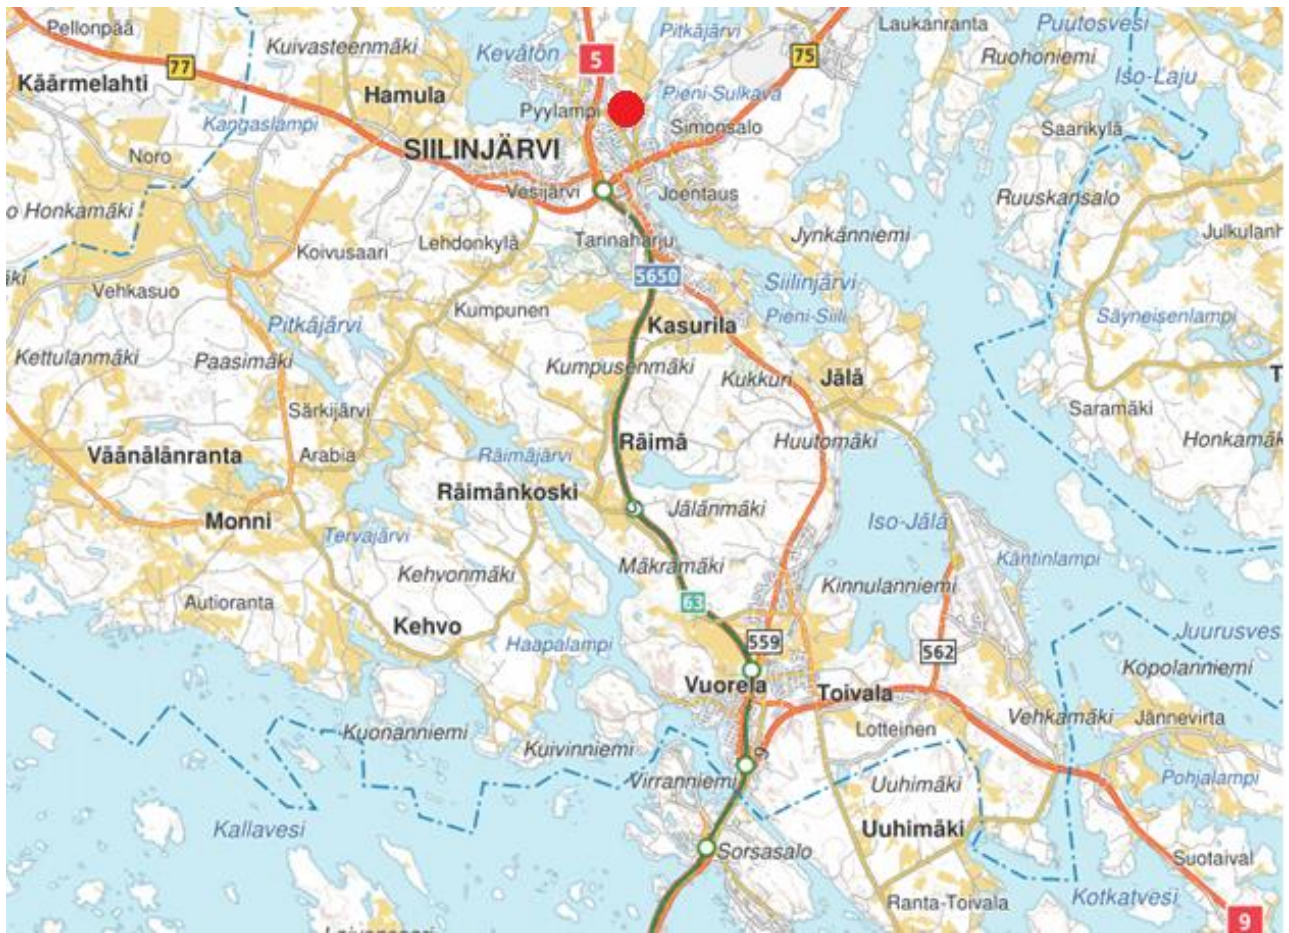 Pellonpää
Kuivasteenmäki
Kevätön
5
Pitkäjärvi
75
Laukanranta
Puutosvesi
Ruohoniemi
Iso-Laju
77
Käärmelahti
Hamula
Pyylampi
Pieni-Sulkava
Kangaslampi
Simonsalo
Saarikylä
SIILINJÄRVI
Noro
Vesijärvi
Joentaus
Ruuskansalo
o Honkamäki
Koivusaari
Lehdonkylä
Tarinaharju
Jynkänniemi
Julkulanh
äki
Vehkasuo
5650
Siilinjärvi
Kumpunen
Pieni-Siili
Säyneisenlampi
Pitkäjärvi
Kasurila
Kettulanmäki
Paasimäki
Kumpusenmäki
Kukkuri
Jälä
Särkijärvi
Saramäki
Väänälänranta
Arabia
Räimäjärvi
Räimä
Huutomäki
Honkamäk
Räimänkoski
Jälänmäki
Monni
Iso-Jälä
Tervajärvi
Kehvonmäki
Mäkrämäki
Käntinlampi
Kinnulanniemi
Autioranta
63
Kehvo
Haapalampi
559
562
Juurusves
Kopolanniemi
Vuorela
Toivala
Vehkamäki
Jännevirta
Kuonanniemi
Kuivinniemi
Lotteinen
Virranniemi
9
Uuhimäki
Pohjalampi
Kallavesi
Uuhimäki
Sorsasalo
Suotaival
Ranta-Toivala
Kotkatvesi
9